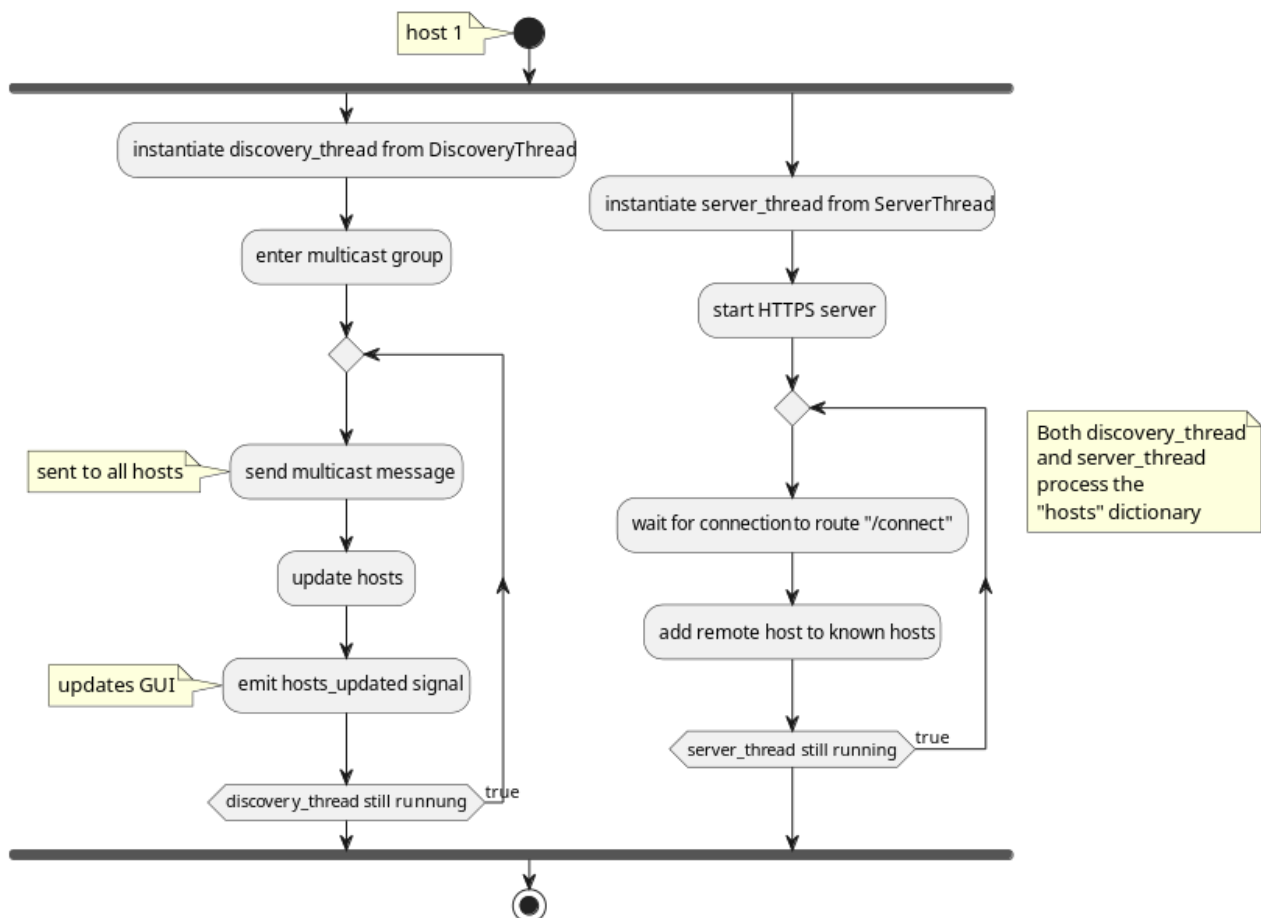 host 1
instantiate discovery_thread from DiscoveryThread
enter multicast group
sent to all hosts
send multicast message
update hosts
updates GUI
emit hosts_updated signal
discovery_thread still runnung
true
instantiate server_thread from ServerThread
start HTTPS server
wait for connection to route "/connect"
add remote host to known hosts
server_thread still running
true
Both discovery_thread
and server_thread
process the
"hosts" dictionary